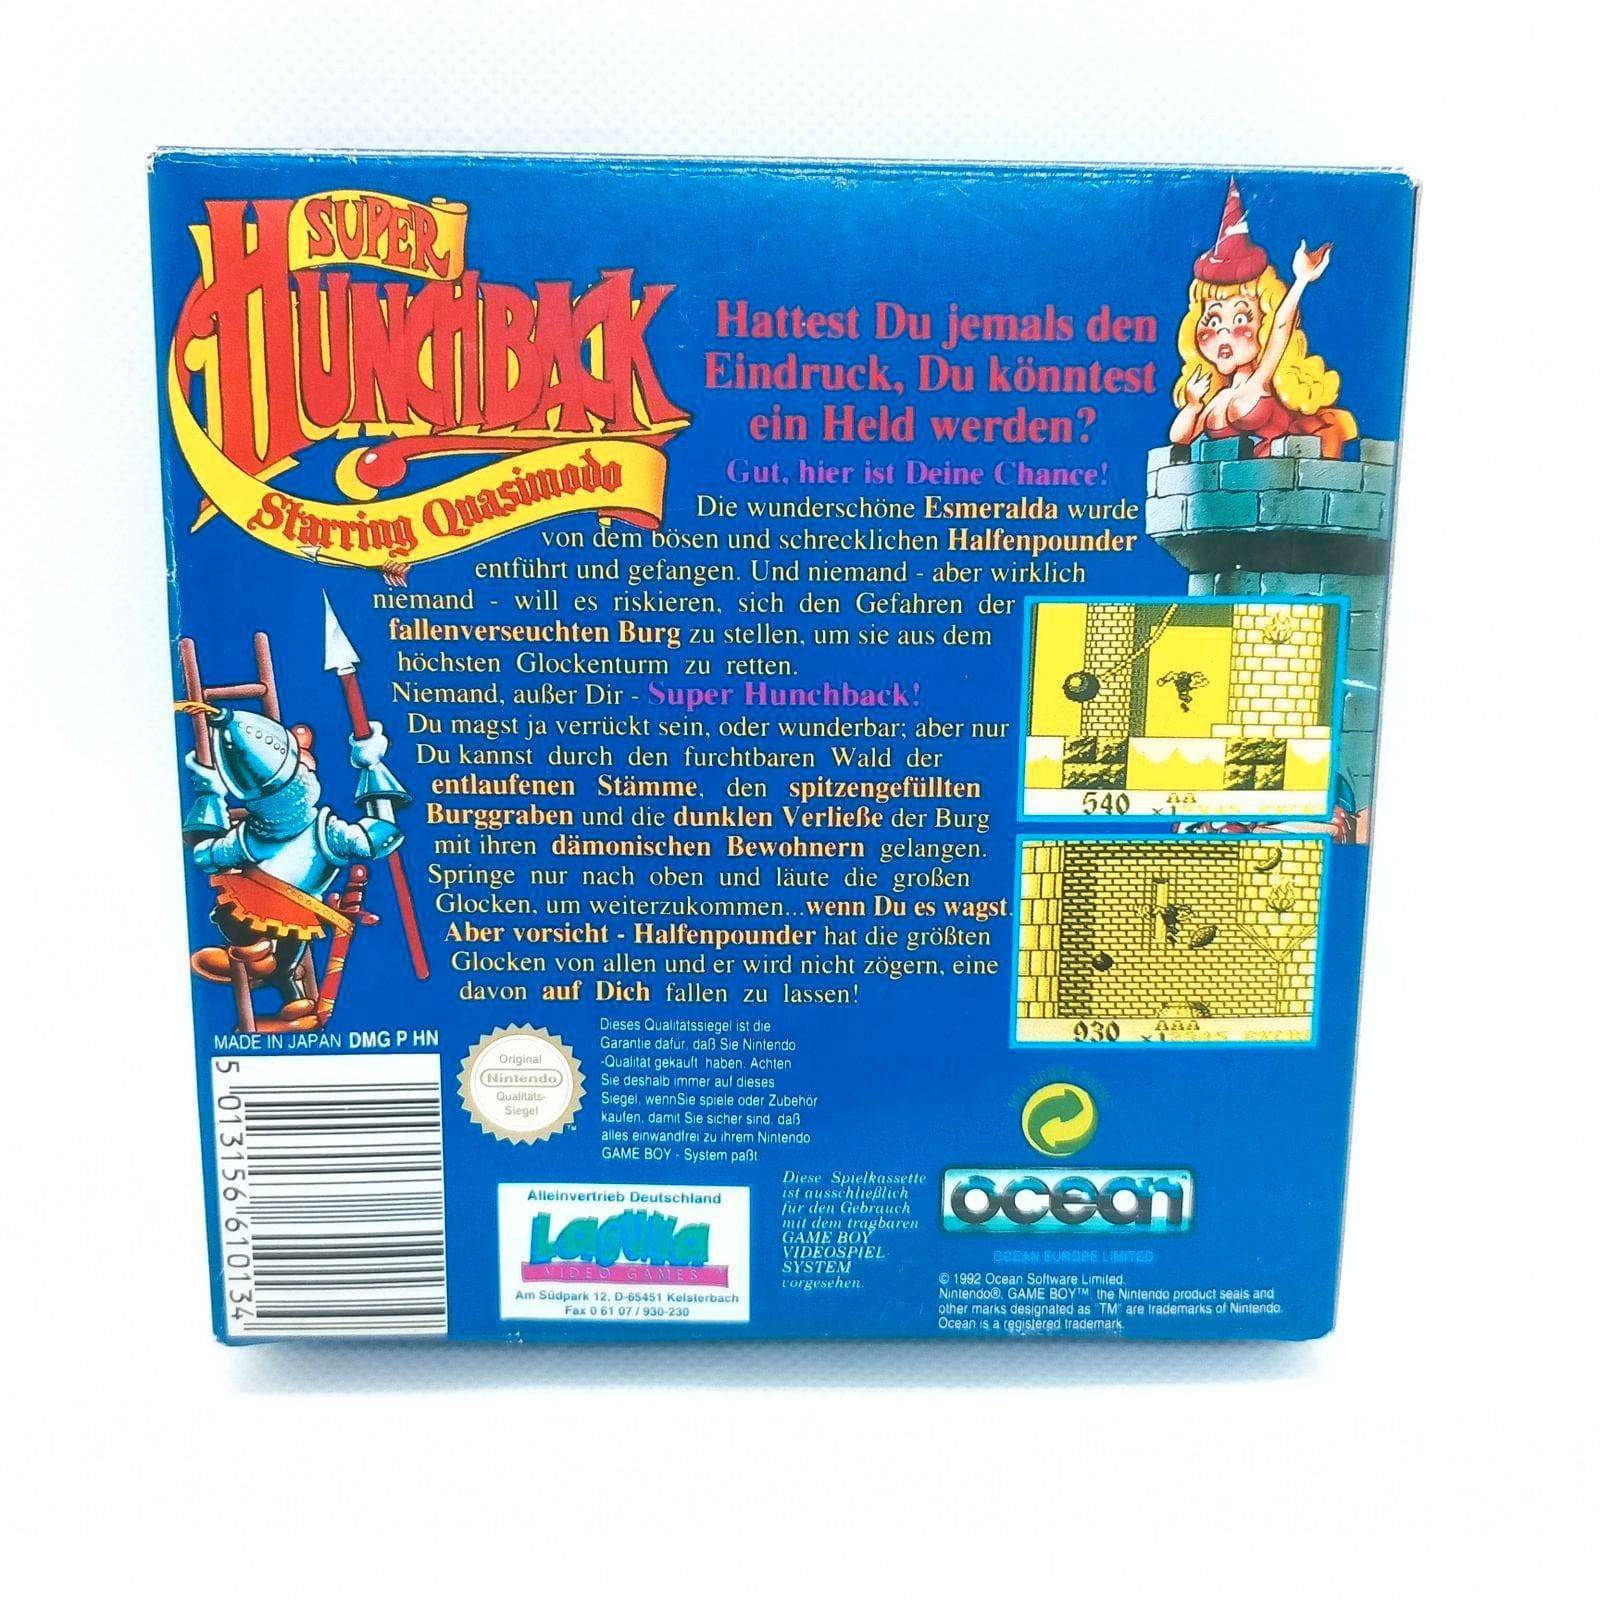 SUPER
HUNCHBACK
Starring Quasimodo
Hattest Du jemals den
Eindruck, Du könntest
ein Held werden?
Gut, hier ist Deine Chance!
Die wunderschöne Esmeralda wurde
von dem bösen und schrecklichen Halfenpounder
entführt und gefangen. Und niemand - aber wirklich
niemand - will es riskieren, sich den Gefahren der
fallenverseuchten Burg zu stellen, um sie aus dem
höchsten Glockenturm zu retten.
Niemand, außer Dir - Super Hunchback!
Du magst ja verrückt sein, oder wunderbar; aber nur
Du kannst durch den furchtbaren Wald der
entlaufenen Stämme, den spitzengefüllten
Burggraben und die dunklen Verließe der Burg
mit ihren dämonischen Bewohnern gelangen.
Springe nur nach oben und läute die großen
Glocken, um weiterzukommen...wenn Du es wagst.
Aber vorsicht - Halfenpounder hat die größten
Glocken von allen und er wird nicht zögern, eine
davon auf Dich fallen zu lassen!
540 x1
930 x1
MADE IN JAPAN DMG P HN
5 013156 610134
Original
Nintendo
Qualitäts-
Siegel
TM
Dieses Qualitätssiegel ist die
Garantie dafür, daß Sie Nintendo
-Qualität gekauft haben. Achten
Sie deshalb immer auf dieses
Siegel, wennSie spiele oder Zubehör
kaufen, damit Sie sicher sind, daß
alles einwandfrei zu ihrem Nintendo
GAME BOY - System paßt.
Alleinvertrieb Deutschland
Laguna
VIDEO GAMES
Am Südpark 12, D-65451 Kelsterbach
Fax 0 61 07 / 930-230
Diese Spielkassette
ist ausschließlich
für den Gebrauch
mit dem tragbaren
GAME BOY
VIDEOSPIEL-
SYSTEM
vorgesehen.
DER GRÜNE PUNKT
ocean
OCEAN EUROPE LIMITED
© 1992 Ocean Software Limited.
Nintendo®, GAME BOY™, the Nintendo product seals and
other marks designated as "TM" are trademarks of Nintendo.
Ocean is a registered trademark.